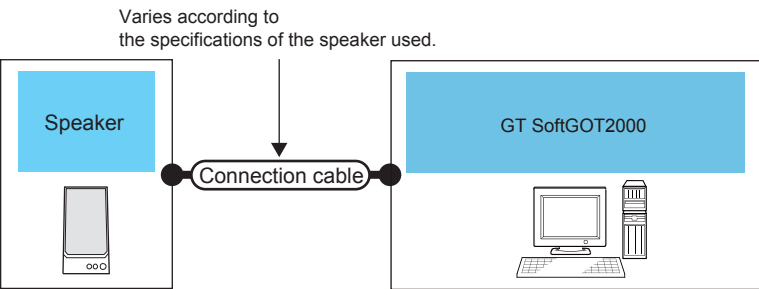 Varies according to
the specifications of the speaker used.
Speaker
Connection cable
GT SoftGOT2000